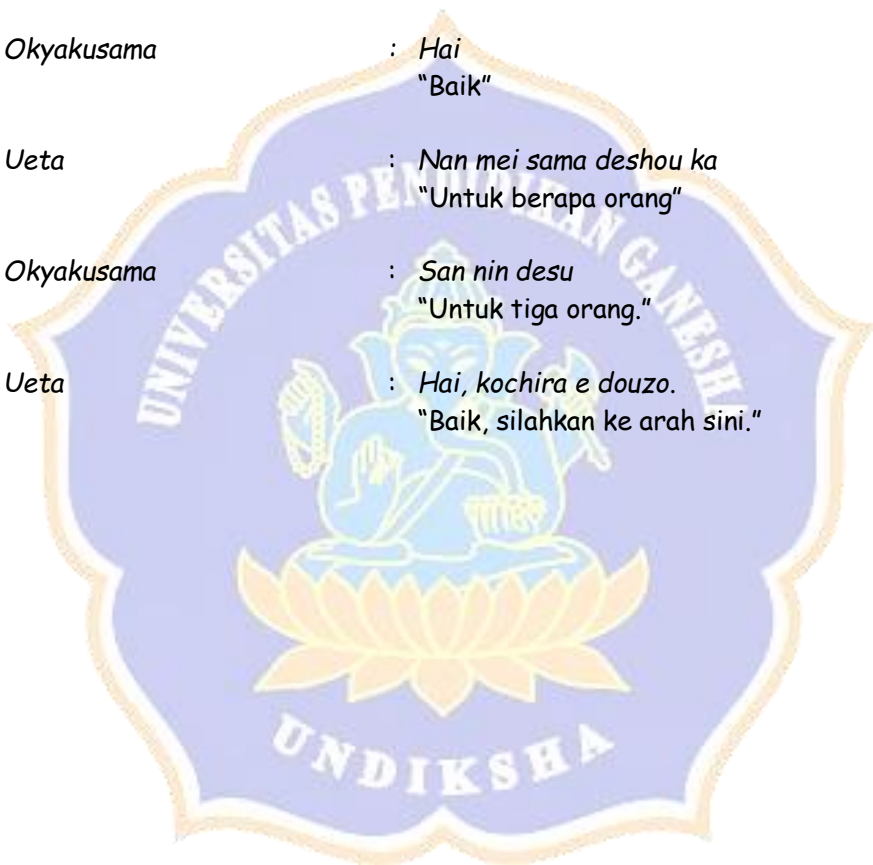 Okyakusama : Hai
“Baik”
Ueta : Nan mei sama deshou ka
“Untuk berapa orang”
Okyakusama : San nin desu
“Untuk tiga orang.”
Ueta : Hai, kochira e douzo.
“Baik, silahkan ke arah sini.”
UNIVERSITAS PENDIDIKAN GANESHA
UNDIKSHA